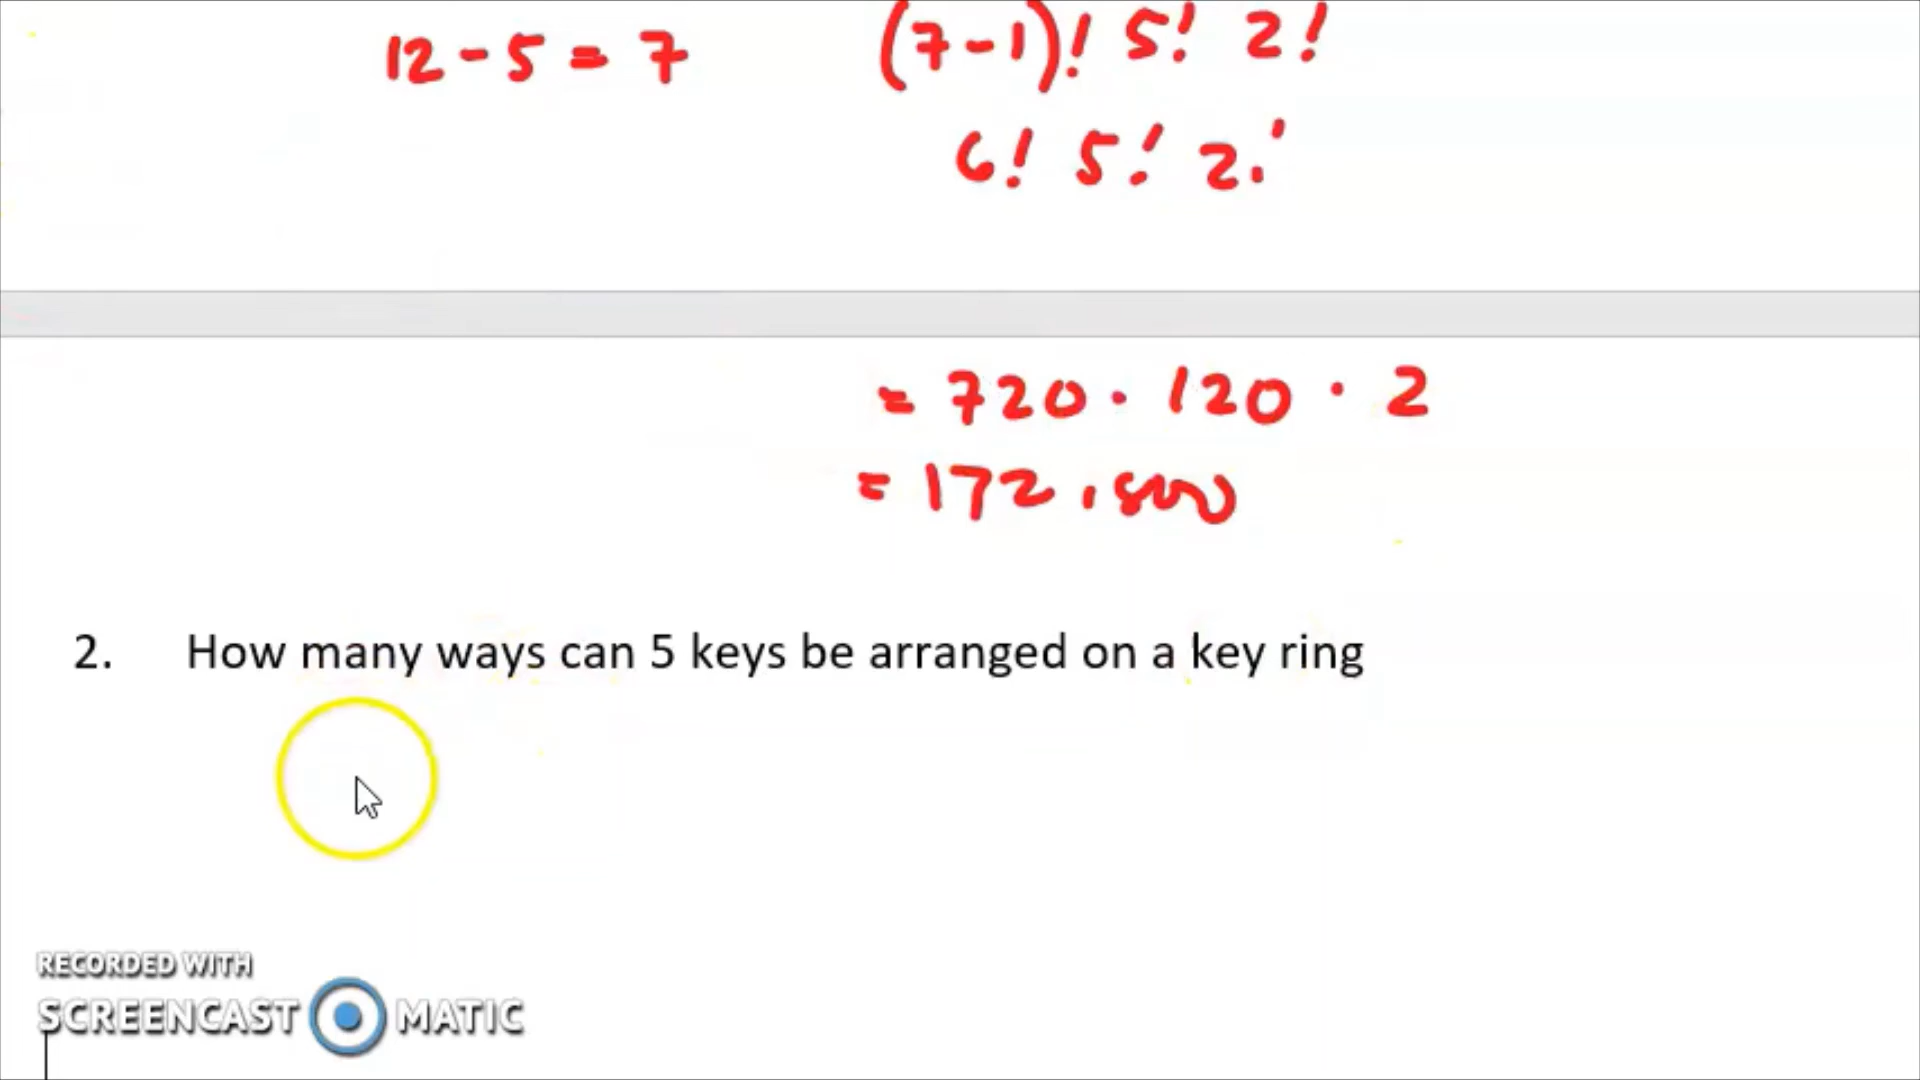 12 - 5 = 7
(7-1)! 5! 2!
6! 5! 2!
= 720 · 120 · 2
= 172,800
2. How many ways can 5 keys be arranged on a key ring
RECORDED WITH
SCREENCAST MATIC